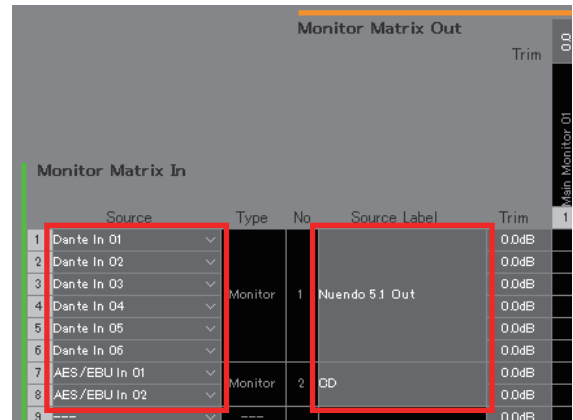 Monitor Matrix Out
Trim
0.0
Main Monitor 01
Monitor Matrix In
Source Type No Source Label Trim 1
1 Dante In 01 0.0dB
2 Dante In 02 0.0dB
3 Dante In 03 0.0dB
Monitor 1 Nuendo 5.1 Out
4 Dante In 04 0.0dB
5 Dante In 05 0.0dB
6 Dante In 06 0.0dB
7 AES/EBU In 01 0.0dB
Monitor 2 CD
8 AES/EBU In 02 0.0dB
9 --- --- 0.0dB